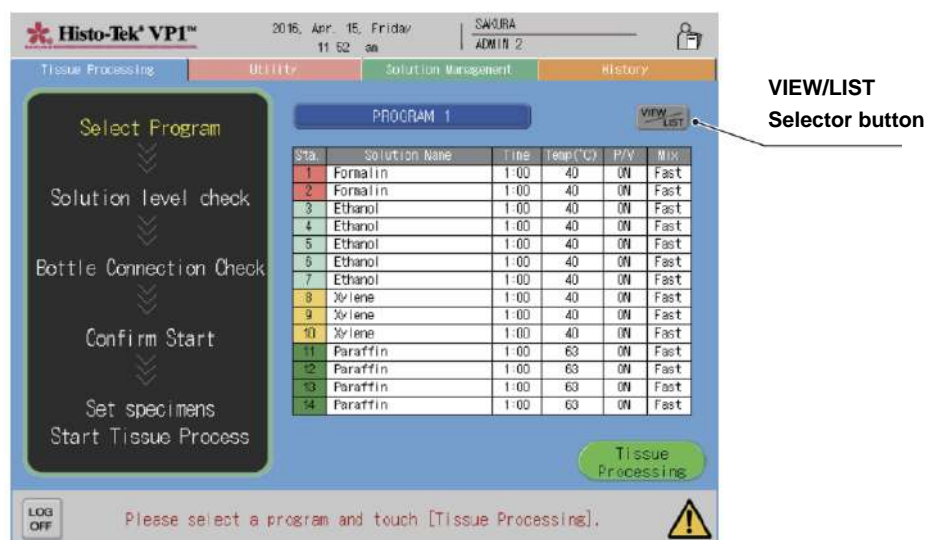 Histo-Tek® VP1™
2016, Apr. 15, Friday
11 52 am
SAKURA
ADMIN 2
Tissue Processing
Utility
Solution Management
History
Select Program
Solution level check
Bottle Connection Check
Confirm Start
Set specimens
Start Tissue Process
PROGRAM 1
VIEW
LIST
VIEW/LIST
Selector button
Sta. Solution Name Time Temp(℃) P/V Mix
1 Formalin 1:00 40 ON Fast
2 Formalin 1:00 40 ON Fast
3 Ethanol 1:00 40 ON Fast
4 Ethanol 1:00 40 ON Fast
5 Ethanol 1:00 40 ON Fast
6 Ethanol 1:00 40 ON Fast
7 Ethanol 1:00 40 ON Fast
8 Xylene 1:00 40 ON Fast
9 Xylene 1:00 40 ON Fast
10 Xylene 1:00 40 ON Fast
11 Paraffin 1:00 63 ON Fast
12 Paraffin 1:00 63 ON Fast
13 Paraffin 1:00 63 ON Fast
14 Paraffin 1:00 63 ON Fast
Tissue
Processing
LOG
OFF
Please select a program and touch [Tissue Processing].